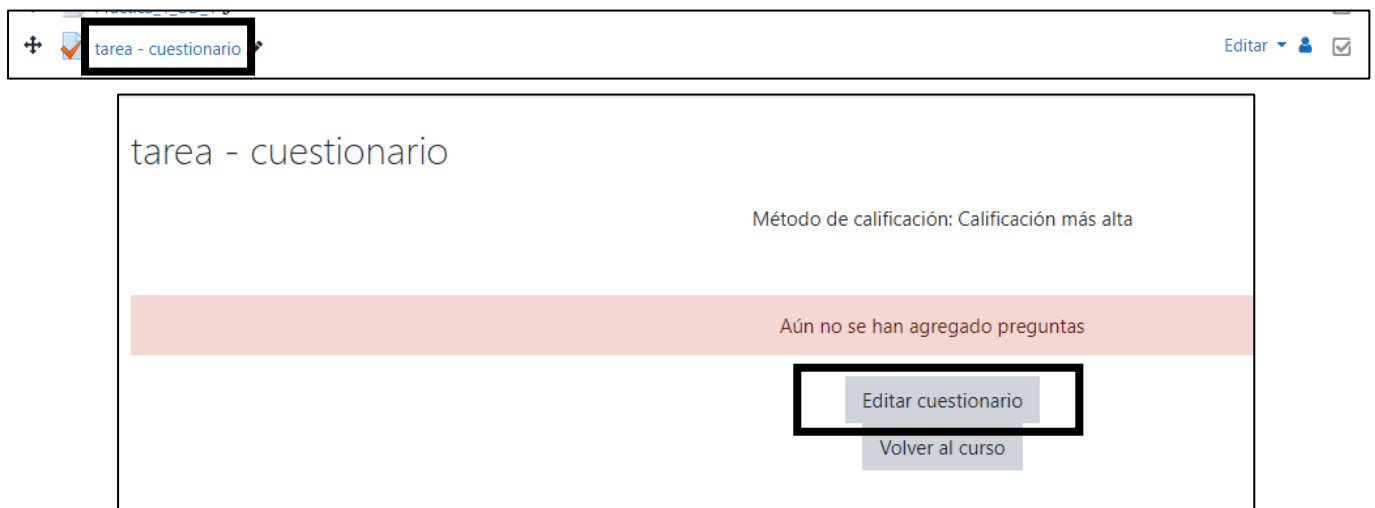 tarea - cuestionario
Editar
tarea - cuestionario
Método de calificación: Calificación más alta
Aún no se han agregado preguntas
Editar cuestionario
Volver al curso